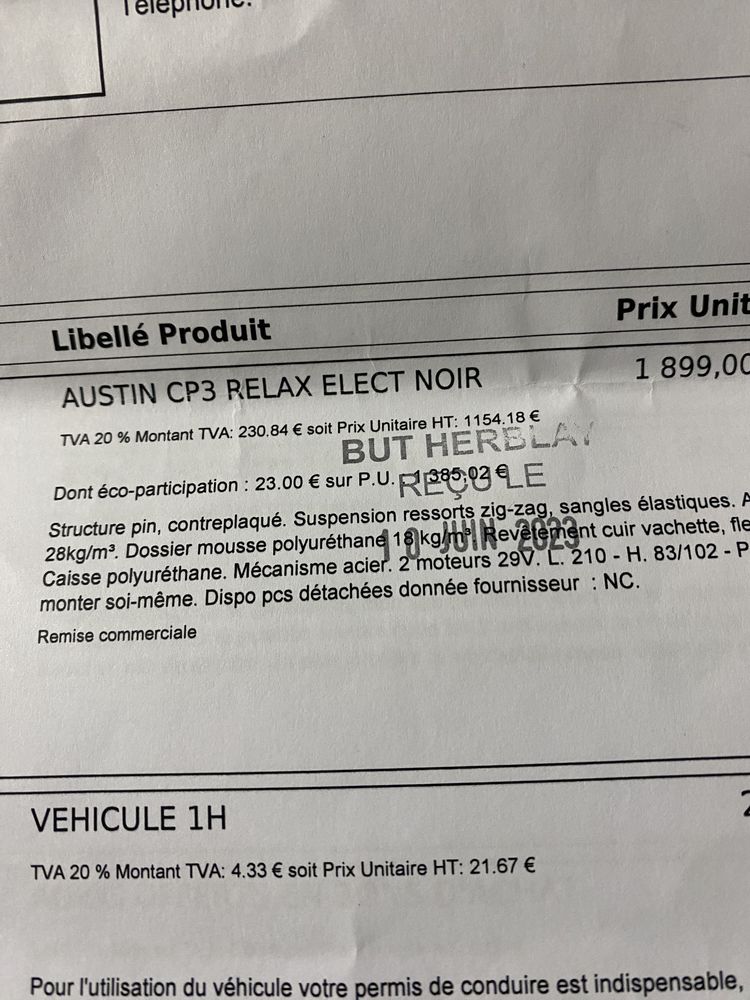 Téléphone:
Libellé Produit Prix Unit
AUSTIN CP3 RELAX ELECT NOIR 1 899,00
TVA 20 % Montant TVA: 230.84 € soit Prix Unitaire HT: 1154.18 €
BUT HERBLAY
Dont éco-participation : 23.00 € sur P.U. 1 385,02 €
REÇU LE
Structure pin, contreplaqué. Suspension ressorts zig-zag, sangles élastiques. A
10 JUIN 2023
28kg/m³. Dossier mousse polyuréthane 18 kg/m³. Revêtement cuir vachette, fle
Caisse polyuréthane. Mécanisme acier. 2 moteurs 29V. L. 210 - H. 83/102 - P
monter soi-même. Dispo pcs détachées donnée fournisseur : NC.
Remise commerciale
VEHICULE 1H 2
TVA 20 % Montant TVA: 4.33 € soit Prix Unitaire HT: 21.67 €
Pour l'utilisation du véhicule votre permis de conduire est indispensable,